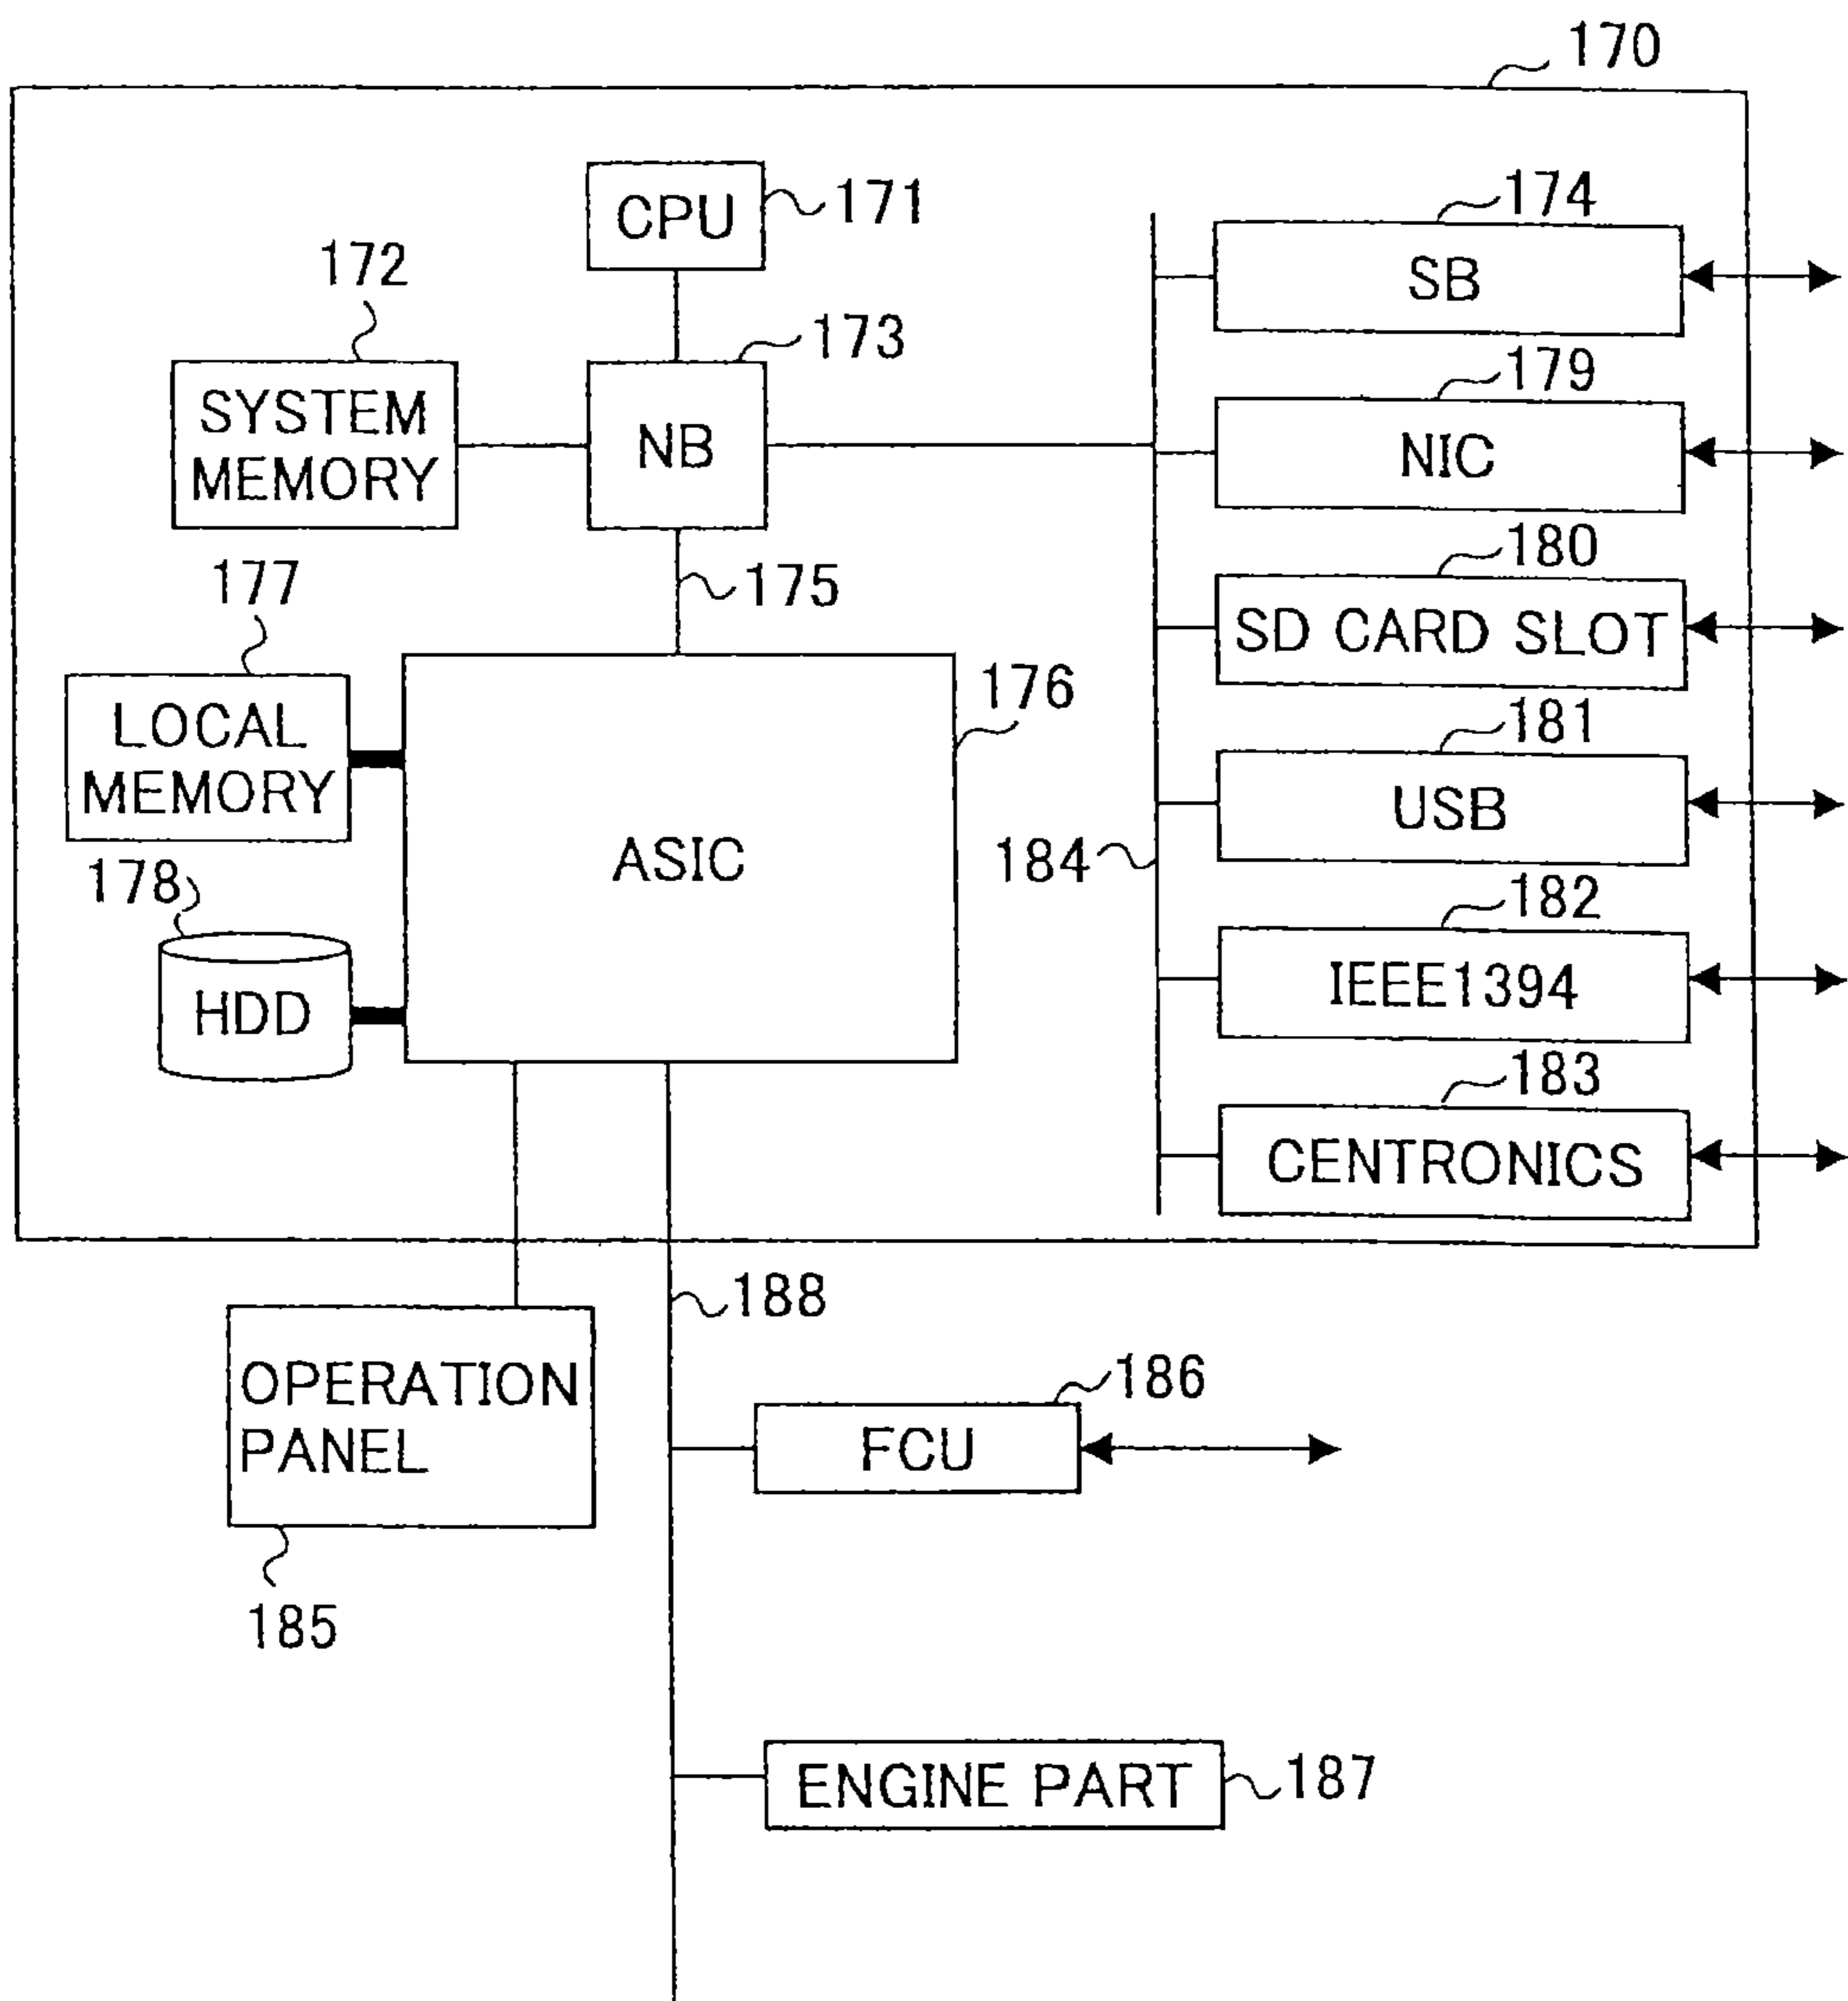 170
CPU
171
174
SB
172
173
SYSTEM
MEMORY
NB
179
NIC
175
180
SD CARD SLOT
177
LOCAL
MEMORY
176
ASIC
181
USB
184
178
HDD
182
IEEE1394
183
CENTRONICS
188
OPERATION
PANEL
185
186
FCU
ENGINE PART
187